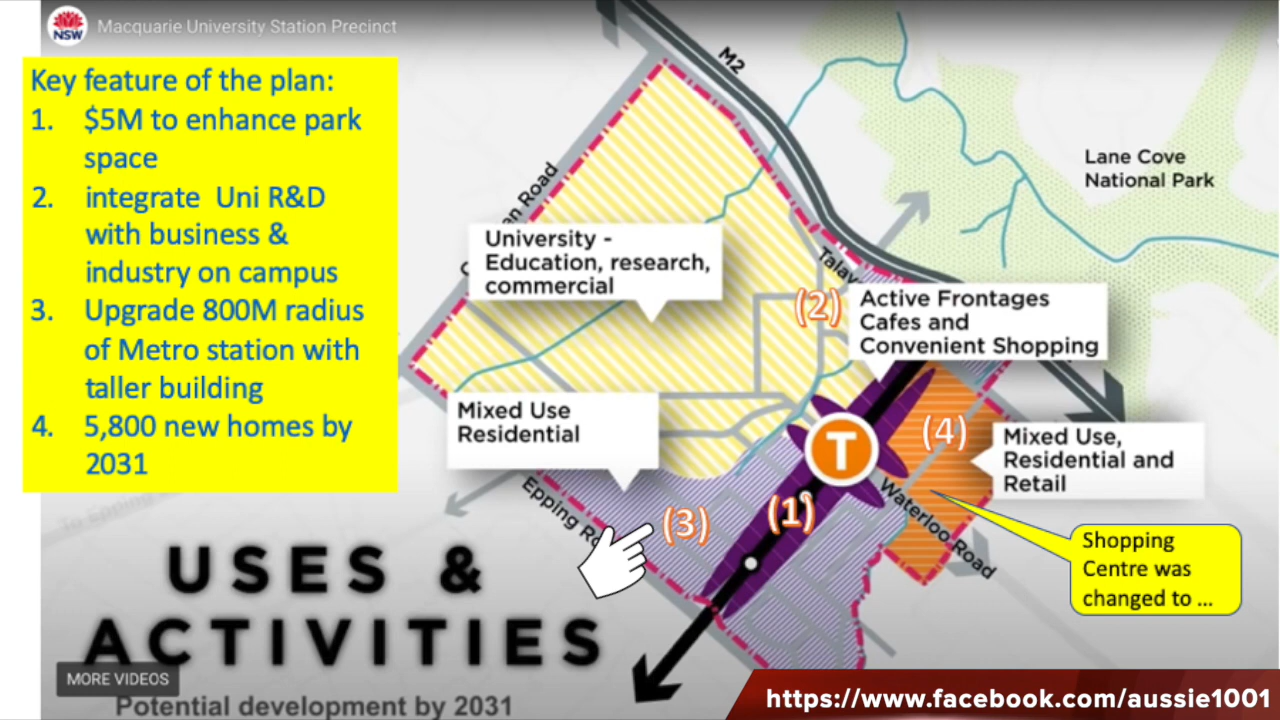 NSW
Macquarie University Station Precinct
Key feature of the plan:
1. $5M to enhance park
space
2. integrate Uni R&D
with business &
industry on campus
3. Upgrade 800M radius
of Metro station with
taller building
4. 5,800 new homes by
2031
M2
Lane Cove
National Park
Road
University -
Education, research,
commercial
(2)
Active Frontages
Cafes and
Convenient Shopping
Mixed Use
Residential
T
(4)
Mixed Use,
Residential and
Retail
Epping
Waterloo Road
(1)
(3)
Shopping
Centre was
changed to ...
To epping
USES &
ACTIVITIES
MORE VIDEOS
Potential development by 2031
https://www.facebook.com/aussie1001